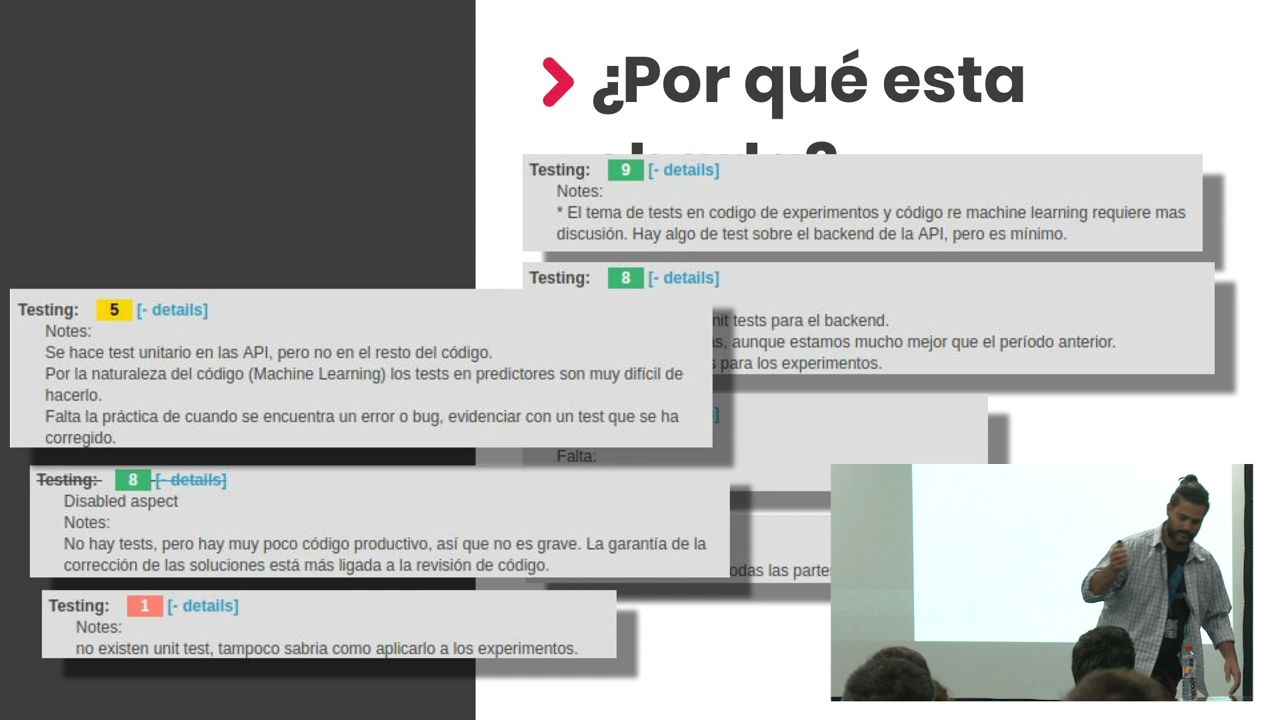 ¿Por qué esta
Testing: 9 [- details]
Notes:
* El tema de tests en codigo de experimentos y código re machine learning requiere mas
discusión. Hay algo de test sobre el backend de la API, pero es mínimo.
Testing: 8 [- details]
tests para el backend.
aunque estamos mucho mejor que el período anterior.
para los experimentos.
Testing: 5 [- details]
Notes:
Se hace test unitario en las API, pero no en el resto del código.
Por la naturaleza del código (Machine Learning) los tests en predictores son muy difícil de
hacerlo.
Falta la práctica de cuando se encuentra un error o bug, evidenciar con un test que se ha
corregido.
Falta:
Testing: 8 [- details]
Disabled aspect
Notes:
No hay tests, pero hay muy poco código productivo, así que no es grave. La garantía de la
corrección de las soluciones está más ligada a la revisión de código.
las partes
Testing: 1 [- details]
Notes:
no existen unit test, tampoco sabria como aplicarlo a los experimentos.